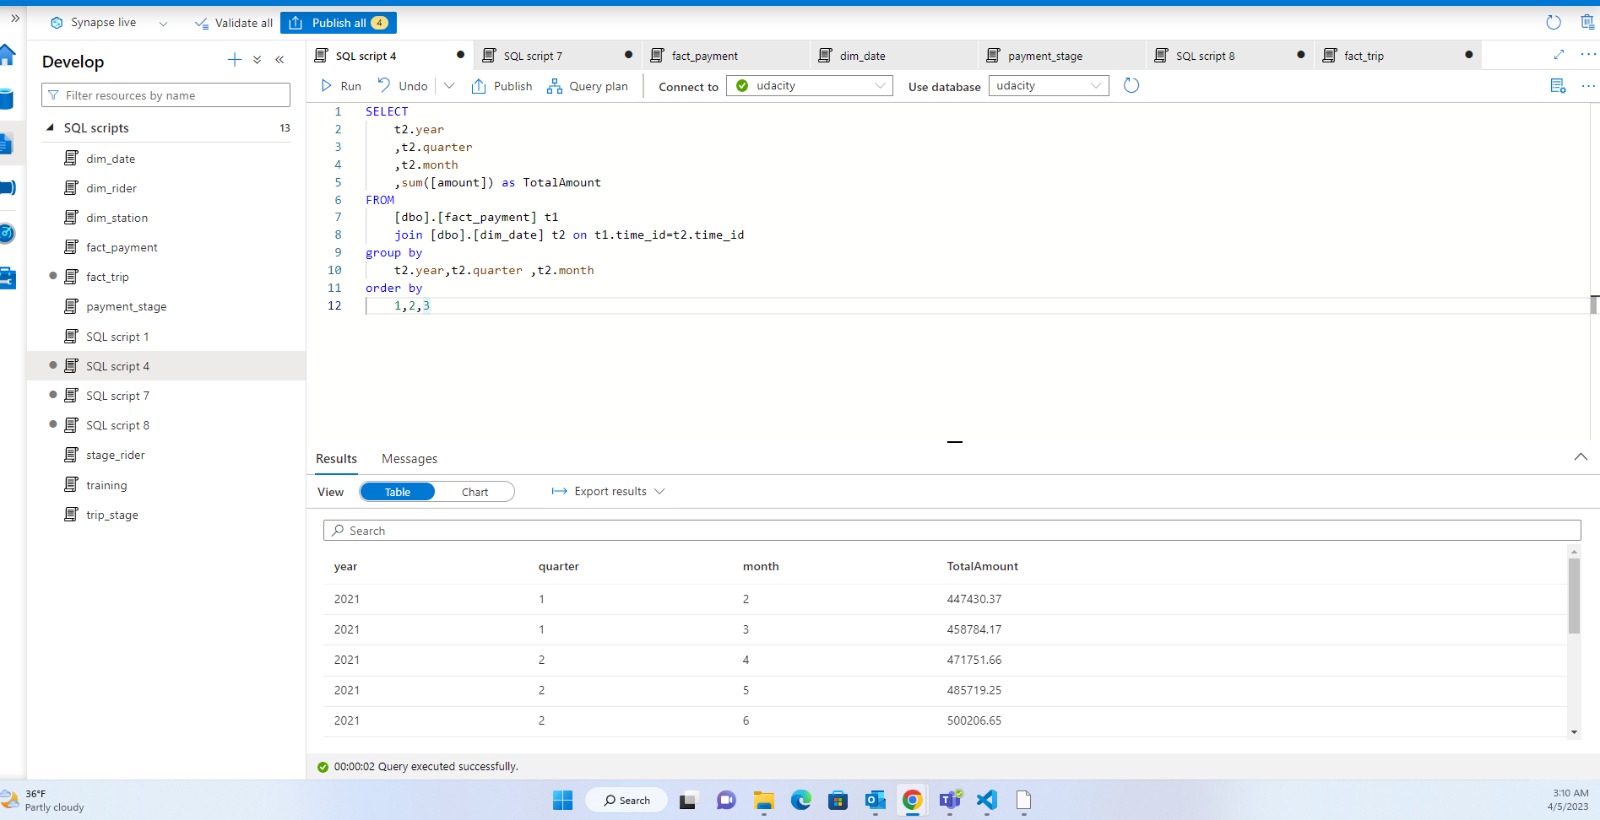 Synapse live
Validate all
Publish all 4
Develop
Filter resources by name
SQL scripts 13
dim_date
dim_rider
dim_station
fact_payment
fact_trip
payment_stage
SQL script 1
SQL script 4
SQL script 7
SQL script 8
stage_rider
training
trip_stage
SQL script 4
SQL script 7
fact_payment
dim_date
payment_stage
SQL script 8
fact_trip
Run
Undo
Publish
Query plan
Connect to
udacity
Use database
udacity
1 SELECT
2 t2.year
3 ,t2.quarter
4 ,t2.month
5 ,sum([amount]) as TotalAmount
6 FROM
7 [dbo].[fact_payment] t1
8 join [dbo].[dim_date] t2 on t1.time_id=t2.time_id
9 group by
10 t2.year,t2.quarter ,t2.month
11 order by
12 1,2,3
Results
Messages
View
Table
Chart
Export results
Search
year quarter month TotalAmount
2021 1 2 447430.37
2021 1 3 458784.17
2021 2 4 471751.66
2021 2 5 485719.25
2021 2 6 500206.65
00:00:02 Query executed successfully.
36°F
Partly cloudy
Search
3:10 AM
4/5/2023